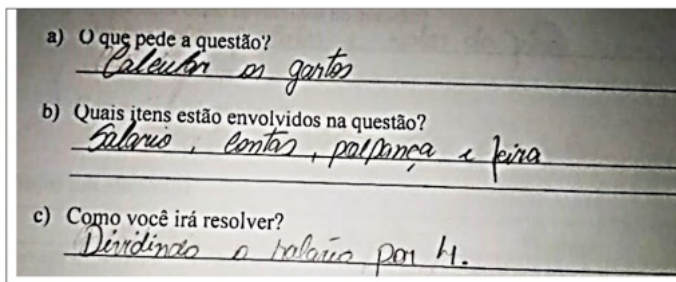 a) O que pede a questão?
Calcular os gastos
b) Quais itens estão envolvidos na questão?
Salario, contas, poupança e feira
c) Como você irá resolver?
Dividindo o salario por 4.